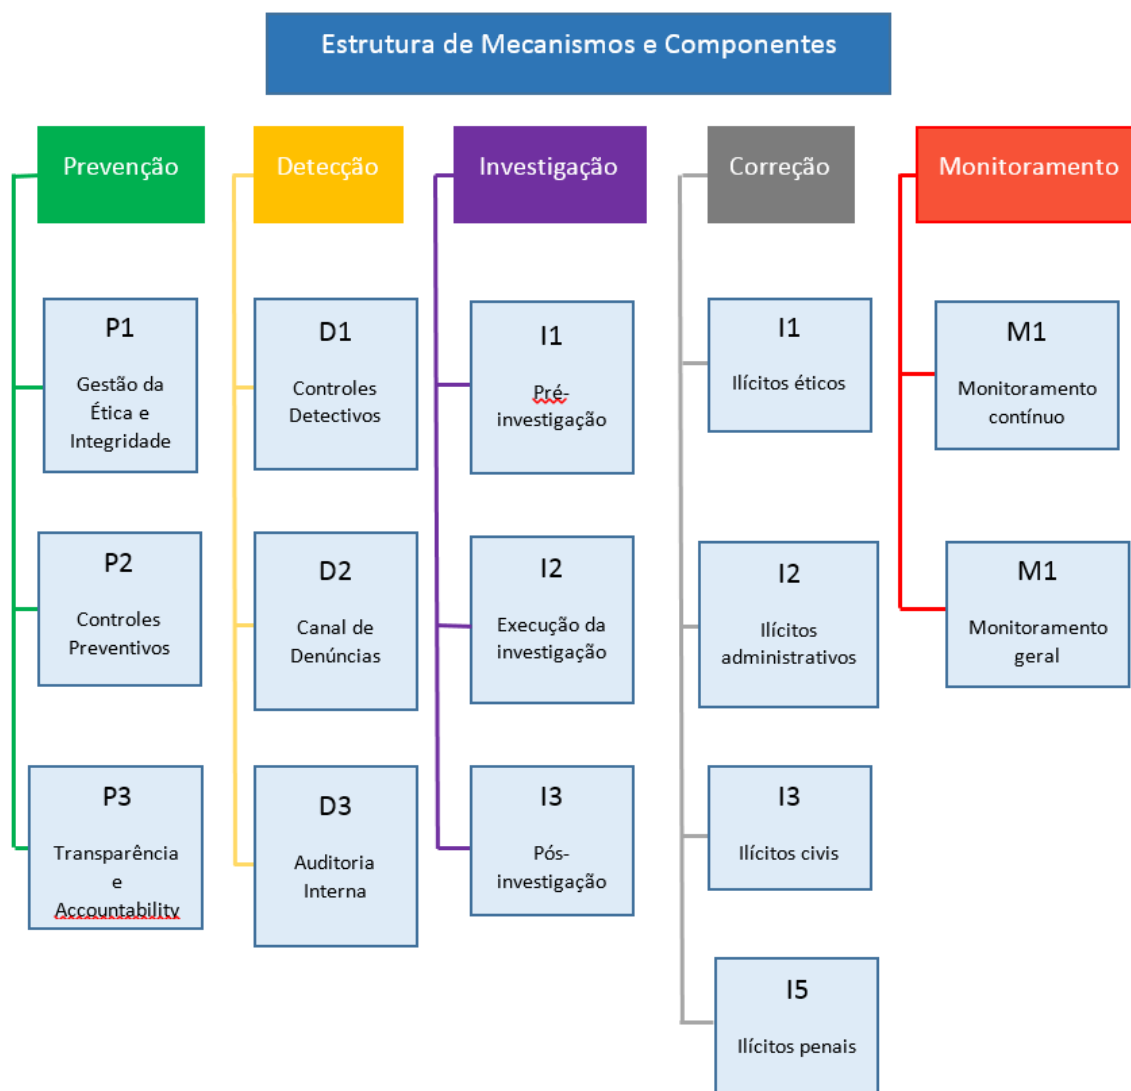 Estrutura de Mecanismos e Componentes
Prevenção
Detecção
Investigação
Correção
Monitoramento
P1
Gestão da
Ética e
Integridade
P2
Controles
Preventivos
P3
Transparência
e
Accountability
D1
Controles
Detectivos
D2
Canal de
Denúncias
D3
Auditoria
Interna
I1
Pré-
investigação
I2
Execução da
investigação
I3
Pós-
investigação
I1
Ilícitos éticos
I2
Ilícitos
administrativos
I3
Ilícitos civis
I5
Ilícitos penais
M1
Monitoramento
contínuo
M1
Monitoramento
geral